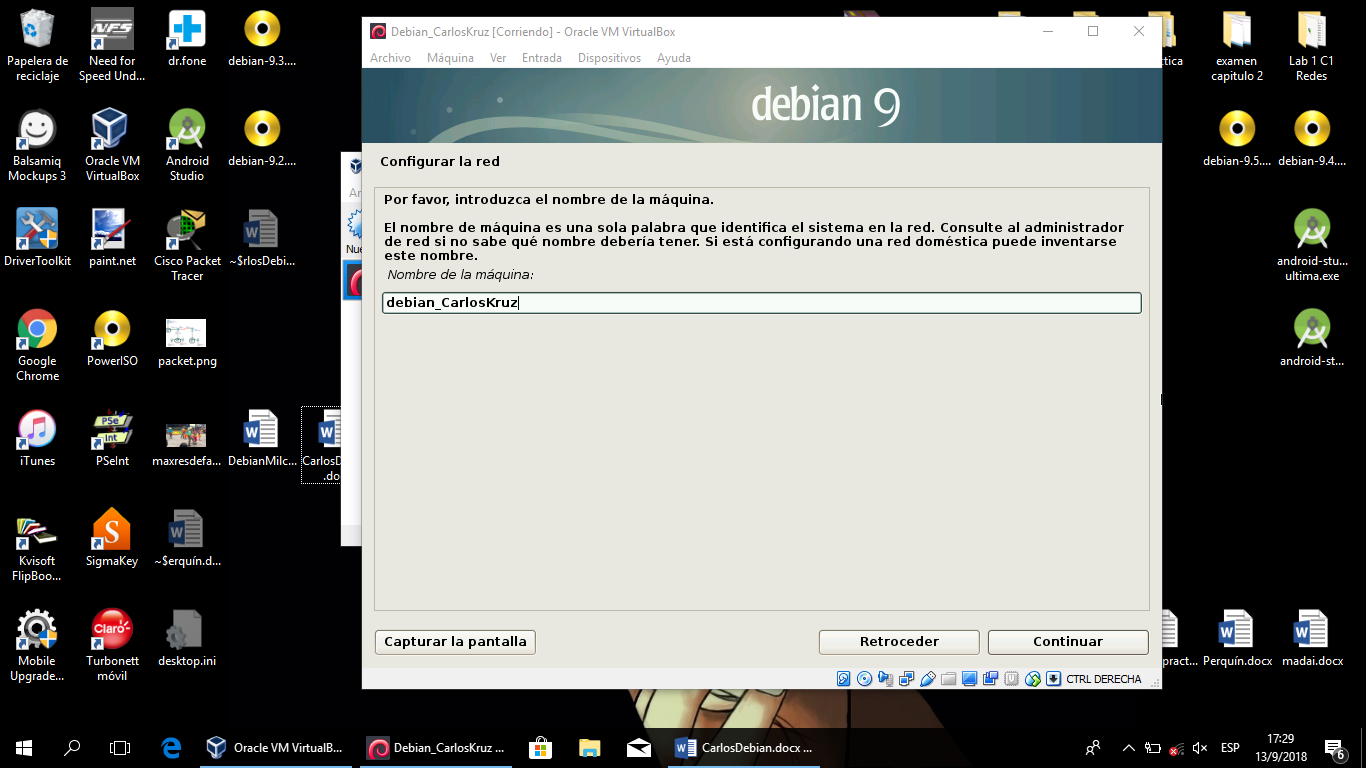 Papelera de
reciclaje
Need for
Speed Und...
dr.fone
debian-9.3....
Balsamiq
Mockups 3
Oracle VM
VirtualBox
Android
Studio
debian-9.2....
DriverToolkit
paint.net
Cisco Packet
Tracer
~$rlosDebi...
Google
Chrome
PowerISO
packet.png
iTunes
PSeInt
maxresdefa...
DebianMilc...
Kvisoft
FlipBoo...
SigmaKey
~$erquín.d...
Mobile
Upgrade...
Turbonett
móvil
desktop.ini
Debian_CarlosKruz [Corriendo] - Oracle VM VirtualBox
Archivo Máquina Ver Entrada Dispositivos Ayuda
debian 9
Configurar la red
Por favor, introduzca el nombre de la máquina.
El nombre de máquina es una sola palabra que identifica el sistema en la red. Consulte al administrador
de red si no sabe qué nombre debería tener. Si está configurando una red doméstica puede inventarse
este nombre.
Nombre de la máquina:
debian_CarlosKruz
Capturar la pantalla
Retroceder
Continuar
CTRL DERECHA
examen
capitulo 2
Lab 1 C1
Redes
debian-9.5....
debian-9.4....
android-stu...
ultima.exe
android-st...
Perquín.docx
madai.docx
Oracle VM VirtualB...
Debian_CarlosKruz ...
CarlosDebian.docx ...
ESP
17:29
13/9/2018
6